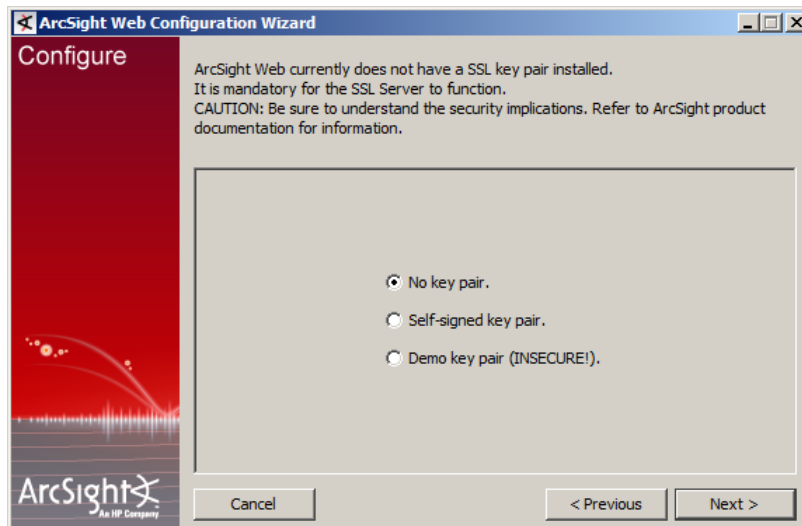 ArcSight Web Configuration Wizard
Configure
ArcSight Web currently does not have a SSL key pair installed.
It is mandatory for the SSL Server to function.
CAUTION: Be sure to understand the security implications. Refer to ArcSight product
documentation for information.
No key pair.
Self-signed key pair.
Demo key pair (INSECURE!).
ArcSight
An HP Company
Cancel
< Previous
Next >